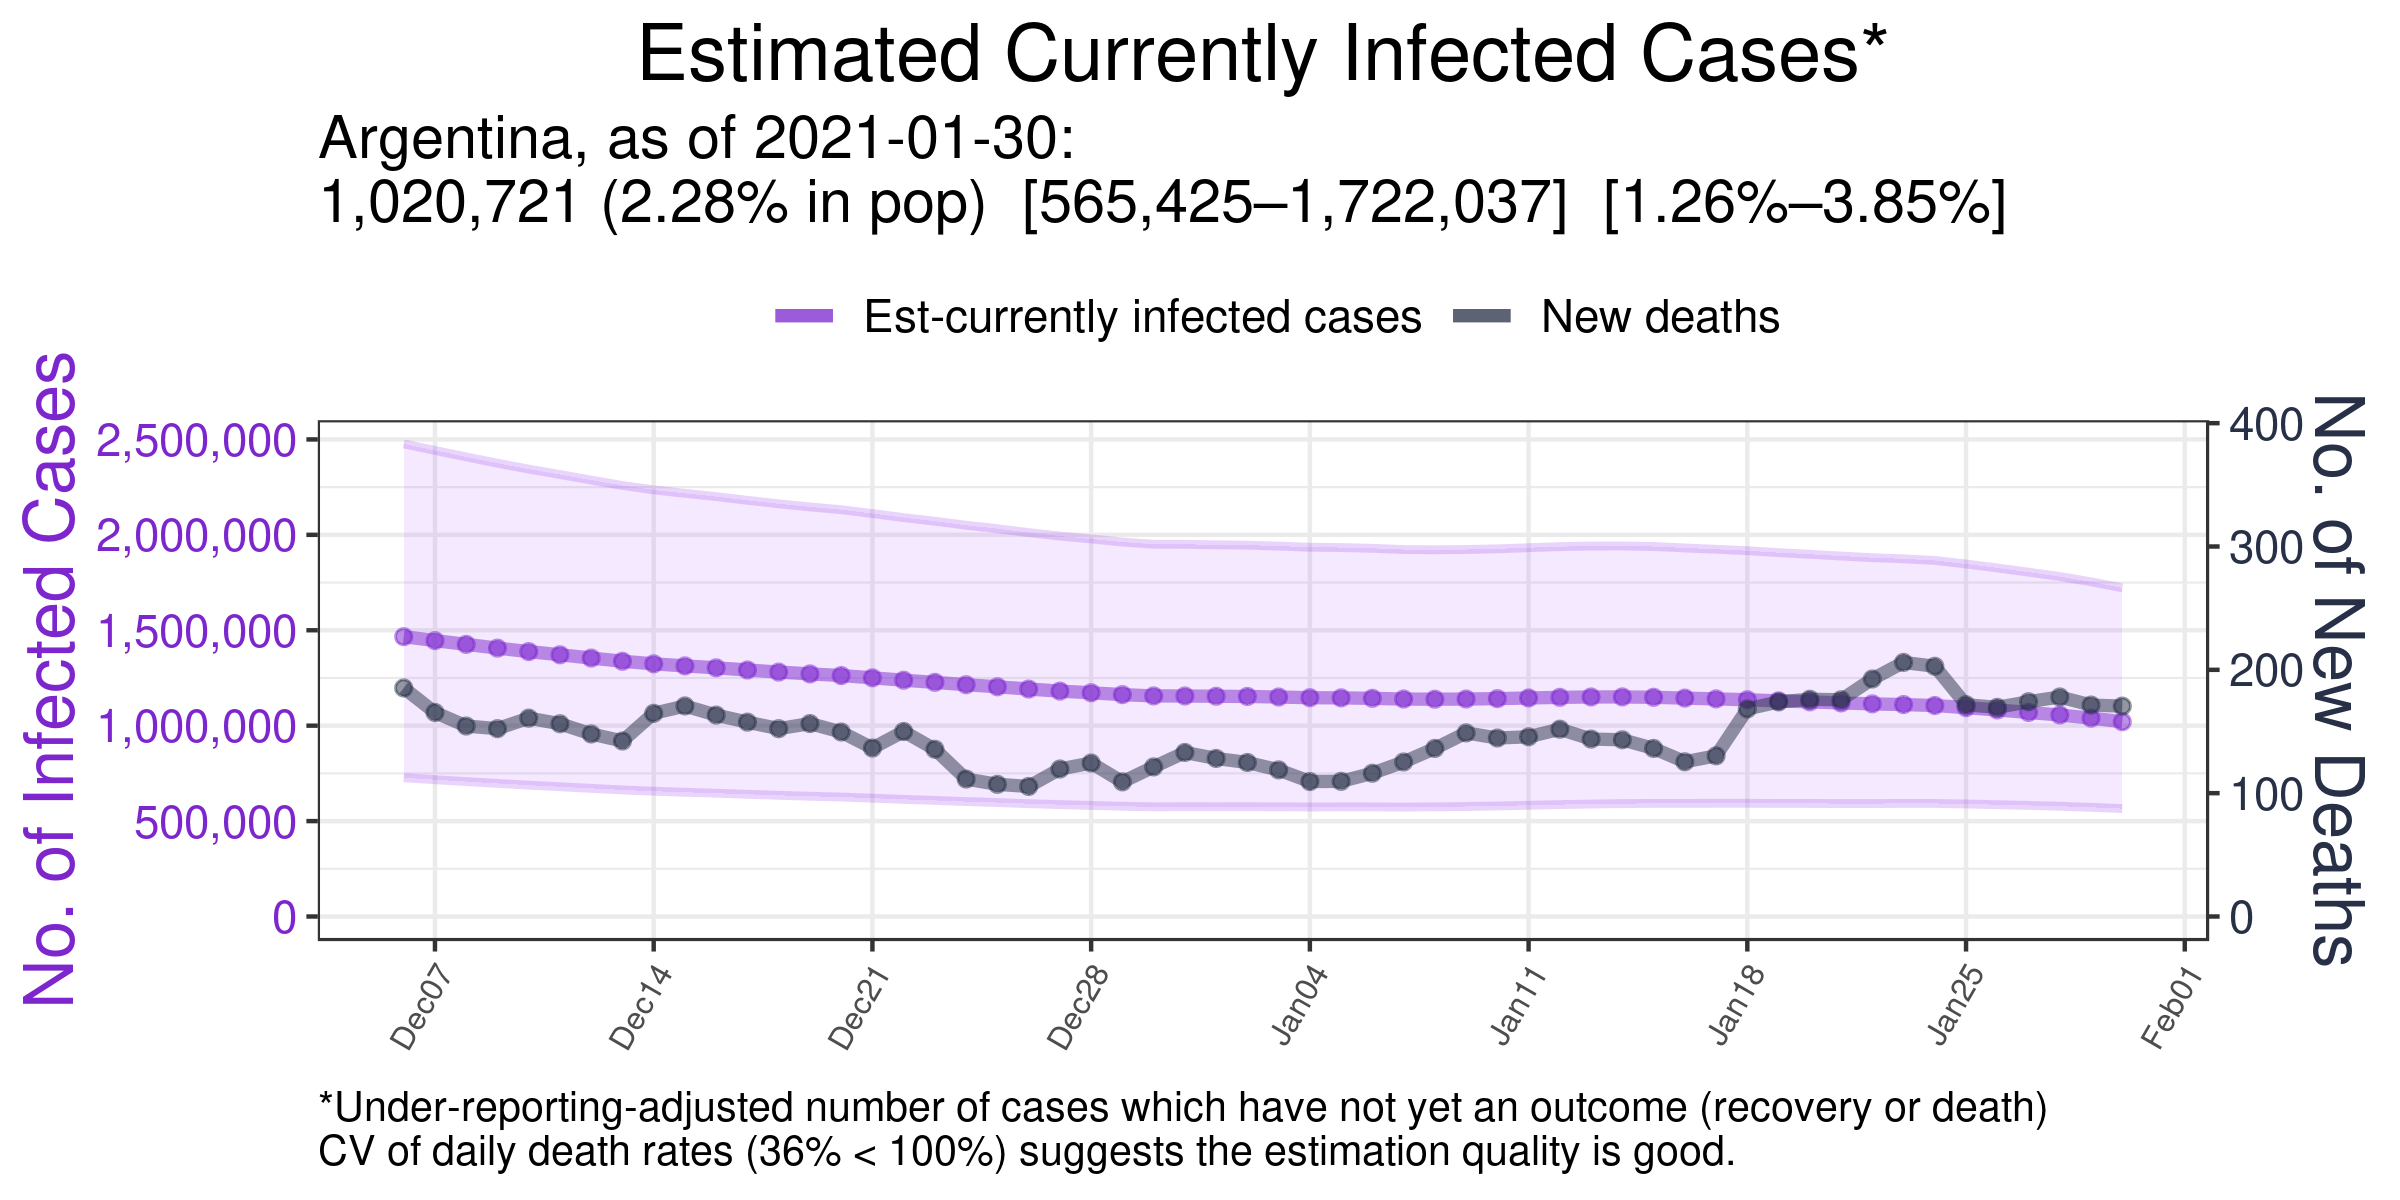 Estimated Currently Infected Cases*
Argentina, as of 2021-01-30:
1,020,721 (2.28% in pop) [565,425–1,722,037] [1.26%–3.85%]
Est-currently infected cases
New deaths
No. of Infected Cases
2,500,000
2,000,000
1,500,000
1,000,000
500,000
0
400
300
200
100
0
No. of New Deaths
Dec07
Dec14
Dec21
Dec28
Jan04
Jan11
Jan18
Jan25
Feb01
*Under-reporting-adjusted number of cases which have not yet an outcome (recovery or death)
CV of daily death rates (36% < 100%) suggests the estimation quality is good.